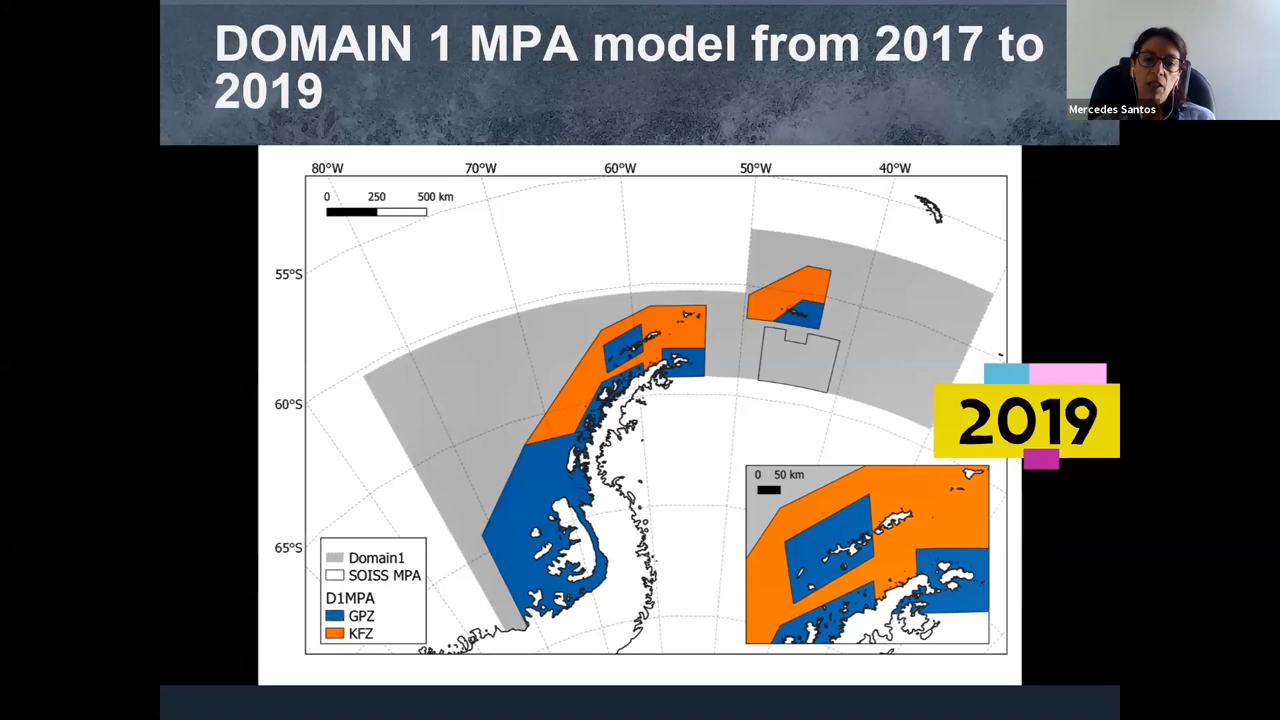 DOMAIN 1 MPA model from 2017 to
2019
Mercedes Santos
80°W 70°W 60°W 50°W 40°W
0 250 500 km
55°S
60°S
65°S
2019
0 50 km
Domain1
SOISS MPA
D1MPA
GPZ
KFZ